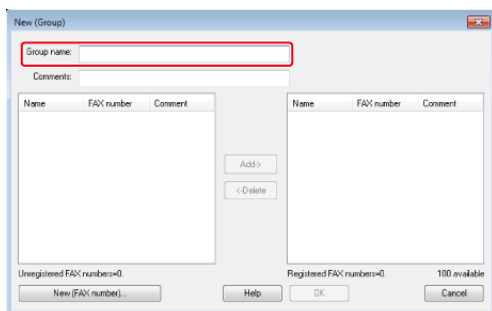 New (Group)
Group name:
Comments:
Name FAX number Comment
Name FAX number Comment
Add->
<-Delete
Unregistered FAX numbers=0.
Registered FAX numbers=0. 100 available
New (FAX number)... Help OK Cancel